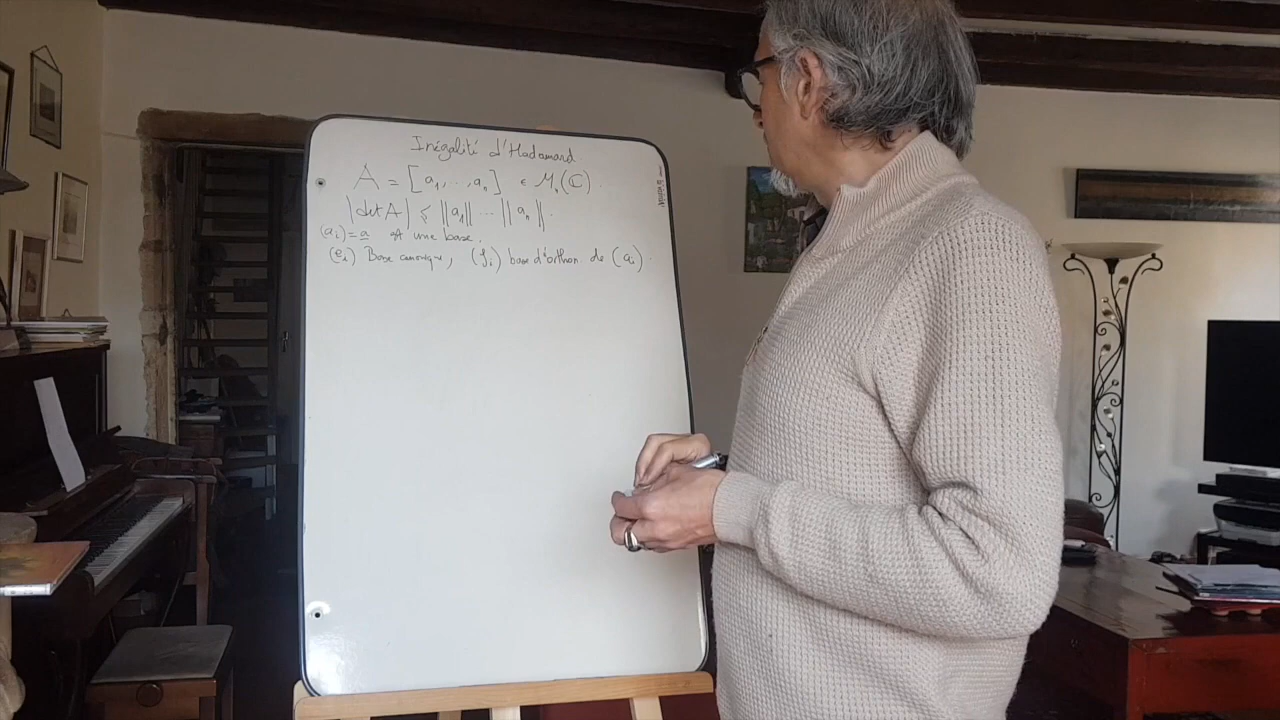 Inégalité d'Hadamard
A = [a₁, .., aₙ] ∈ Mₙ(ℂ).
|det A| ≤ ||a₁|| ... ||aₙ||.
(aᵢ) = a est une base.
(eᵢ) Base canonique, (fᵢ) base d'orthon. de (aᵢ).